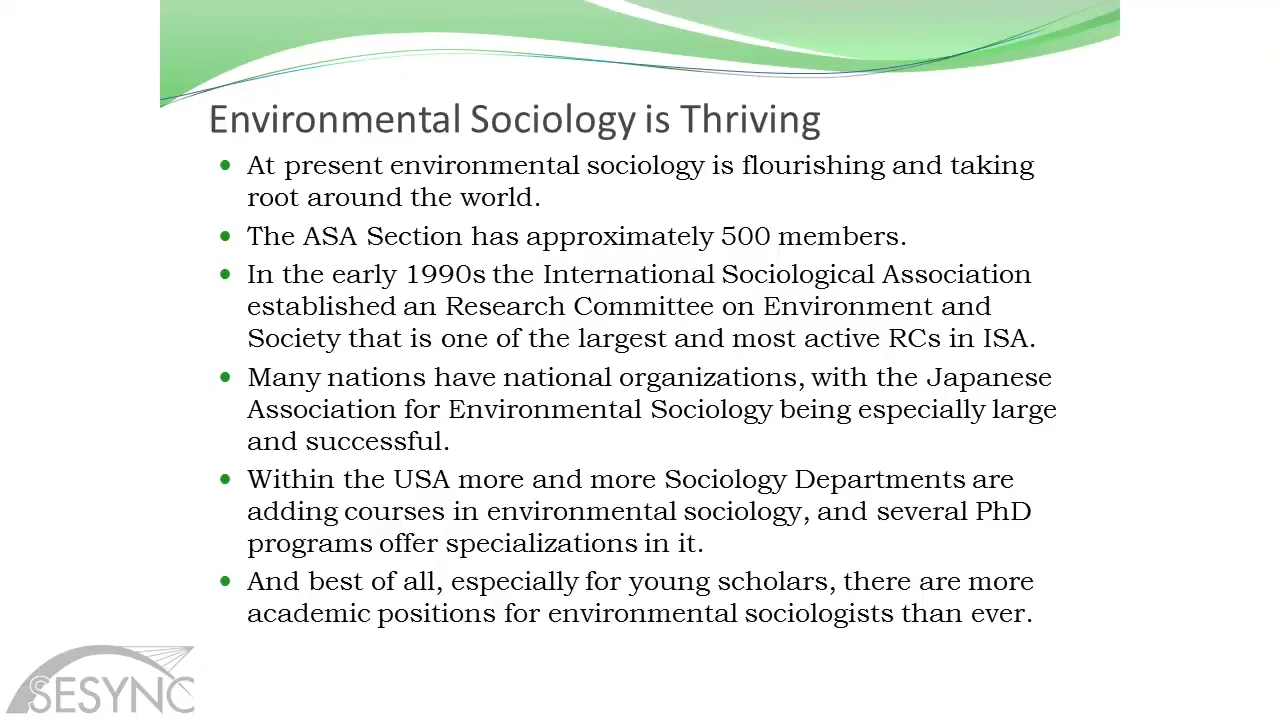 Environmental Sociology is Thriving
• At present environmental sociology is flourishing and taking
root around the world.
• The ASA Section has approximately 500 members.
• In the early 1990s the International Sociological Association
established an Research Committee on Environment and
Society that is one of the largest and most active RCs in ISA.
• Many nations have national organizations, with the Japanese
Association for Environmental Sociology being especially large
and successful.
• Within the USA more and more Sociology Departments are
adding courses in environmental sociology, and several PhD
programs offer specializations in it.
• And best of all, especially for young scholars, there are more
academic positions for environmental sociologists than ever.
SESYNC